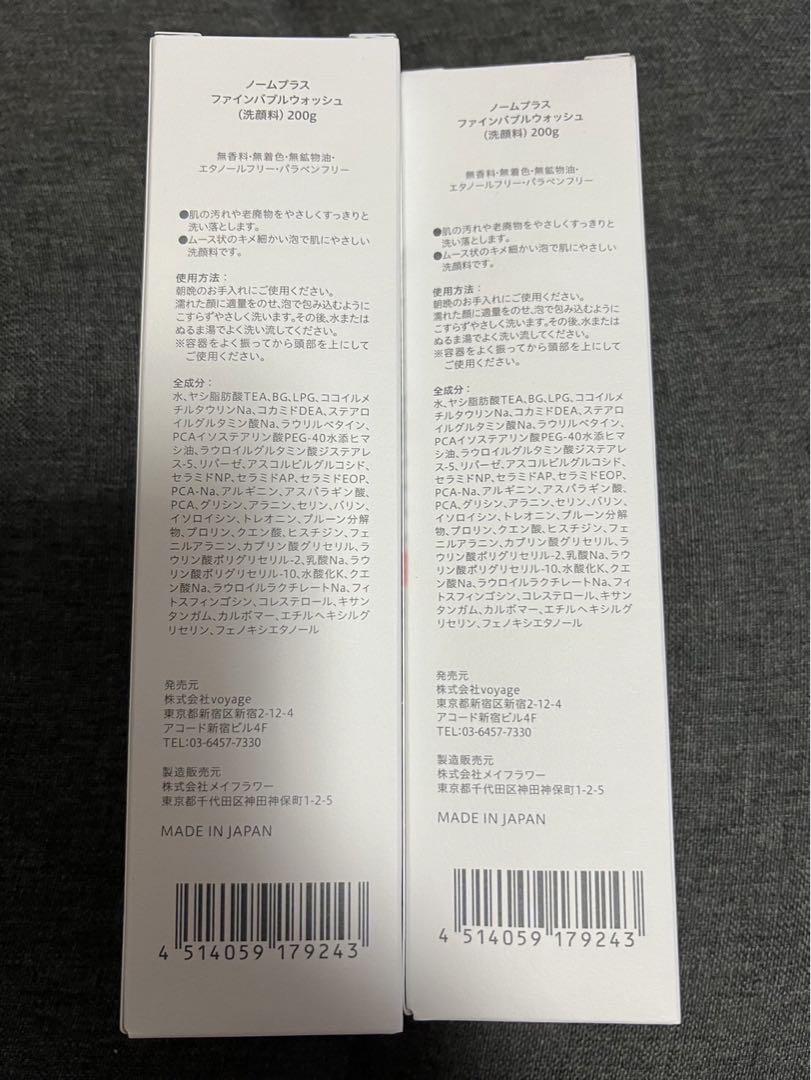 ノームプラス
ファインバブルウォッシュ
(洗顔料) 200g
無香料・無着色・無鉱物油・
エタノールフリー・パラベンフリー
●肌の汚れや老廃物をやさしくすっきりと
洗い落とします。
●ムース状のキメ細かい泡で肌にやさしい
洗顔料です。
使用方法：
朝晩のお手入れにご使用ください。
濡れた顔に適量をのせ、泡で包み込むように
こすらずやさしく洗います。その後、水または
ぬるま湯でよく洗い流してください。
※容器をよく振ってから頭部を上にして
ご使用ください。
全成分：
水、ヤシ脂肪酸TEA、BG、LPG、ココイルメ
チルタウリンNa、コカミドDEA、ステアロ
イルグルタミン酸Na、ラウリルベタイン、
PCAイソステアリン酸PEG-40水添ヒマ
シ油、ラウロイルグルタミン酸ジステアレ
ス-5、リパーゼ、アスコルビルグルコシド、
セラミドNP、セラミドAP、セラミドEOP、
PCA-Na、アルギニン、アスパラギン酸、
PCA、グリシン、アラニン、セリン、バリン、
イソロイシン、トレオニン、プルーン分解
物、プロリン、クエン酸、ヒスチジン、フェ
ニルアラニン、カプリン酸グリセリル、ラ
ウリン酸ポリグリセリル-2、乳酸Na、ラウ
リン酸ポリグリセリル-10、水酸化K、クエ
ン酸Na、ラウロイルラクチレートNa、フィ
トスフィンゴシン、コレステロール、キサン
タンガム、カルボマー、エチルヘキシルグ
リセリン、フェノキシエタノール
発売元
株式会社voyage
東京都新宿区新宿2-12-4
アコード新宿ビル4F
TEL:03-6457-7330
製造販売元
株式会社メイフラワー
東京都千代田区神田神保町1-2-5
MADE IN JAPAN
4 514059 179243
ノームプラス
ファインバブルウォッシュ
(洗顔料) 200g
無香料・無着色・無鉱物油・
エタノールフリー・パラベンフリー
●肌の汚れや老廃物をやさしくすっきりと
洗い落とします。
●ムース状のキメ細かい泡で肌にやさしい
洗顔料です。
使用方法：
朝晩のお手入れにご使用ください。
濡れた顔に適量をのせ、泡で包み込むように
こすらずやさしく洗います。その後、水または
ぬるま湯でよく洗い流してください。
※容器をよく振ってから頭部を上にして
ご使用ください。
全成分：
水、ヤシ脂肪酸TEA、BG、LPG、ココイルメ
チルタウリンNa、コカミドDEA、ステアロ
イルグルタミン酸Na、ラウリルベタイン、
PCAイソステアリン酸PEG-40水添ヒマ
シ油、ラウロイルグルタミン酸ジステアレ
ス-5、リパーゼ、アスコルビルグルコシド、
セラミドNP、セラミドAP、セラミドEOP、
PCA-Na、アルギニン、アスパラギン酸、
PCA、グリシン、アラニン、セリン、バリン、
イソロイシン、トレオニン、プルーン分解
物、プロリン、クエン酸、ヒスチジン、フェ
ニルアラニン、カプリン酸グリセリル、ラ
ウリン酸ポリグリセリル-2、乳酸Na、ラウ
リン酸ポリグリセリル-10、水酸化K、クエ
ン酸Na、ラウロイルラクチレートNa、フィ
トスフィンゴシン、コレステロール、キサン
タンガム、カルボマー、エチルヘキシルグ
リセリン、フェノキシエタノール
発売元
株式会社voyage
東京都新宿区新宿2-12-4
アコード新宿ビル4F
TEL:03-6457-7330
製造販売元
株式会社メイフラワー
東京都千代田区神田神保町1-2-5
MADE IN JAPAN
4 514059 179243